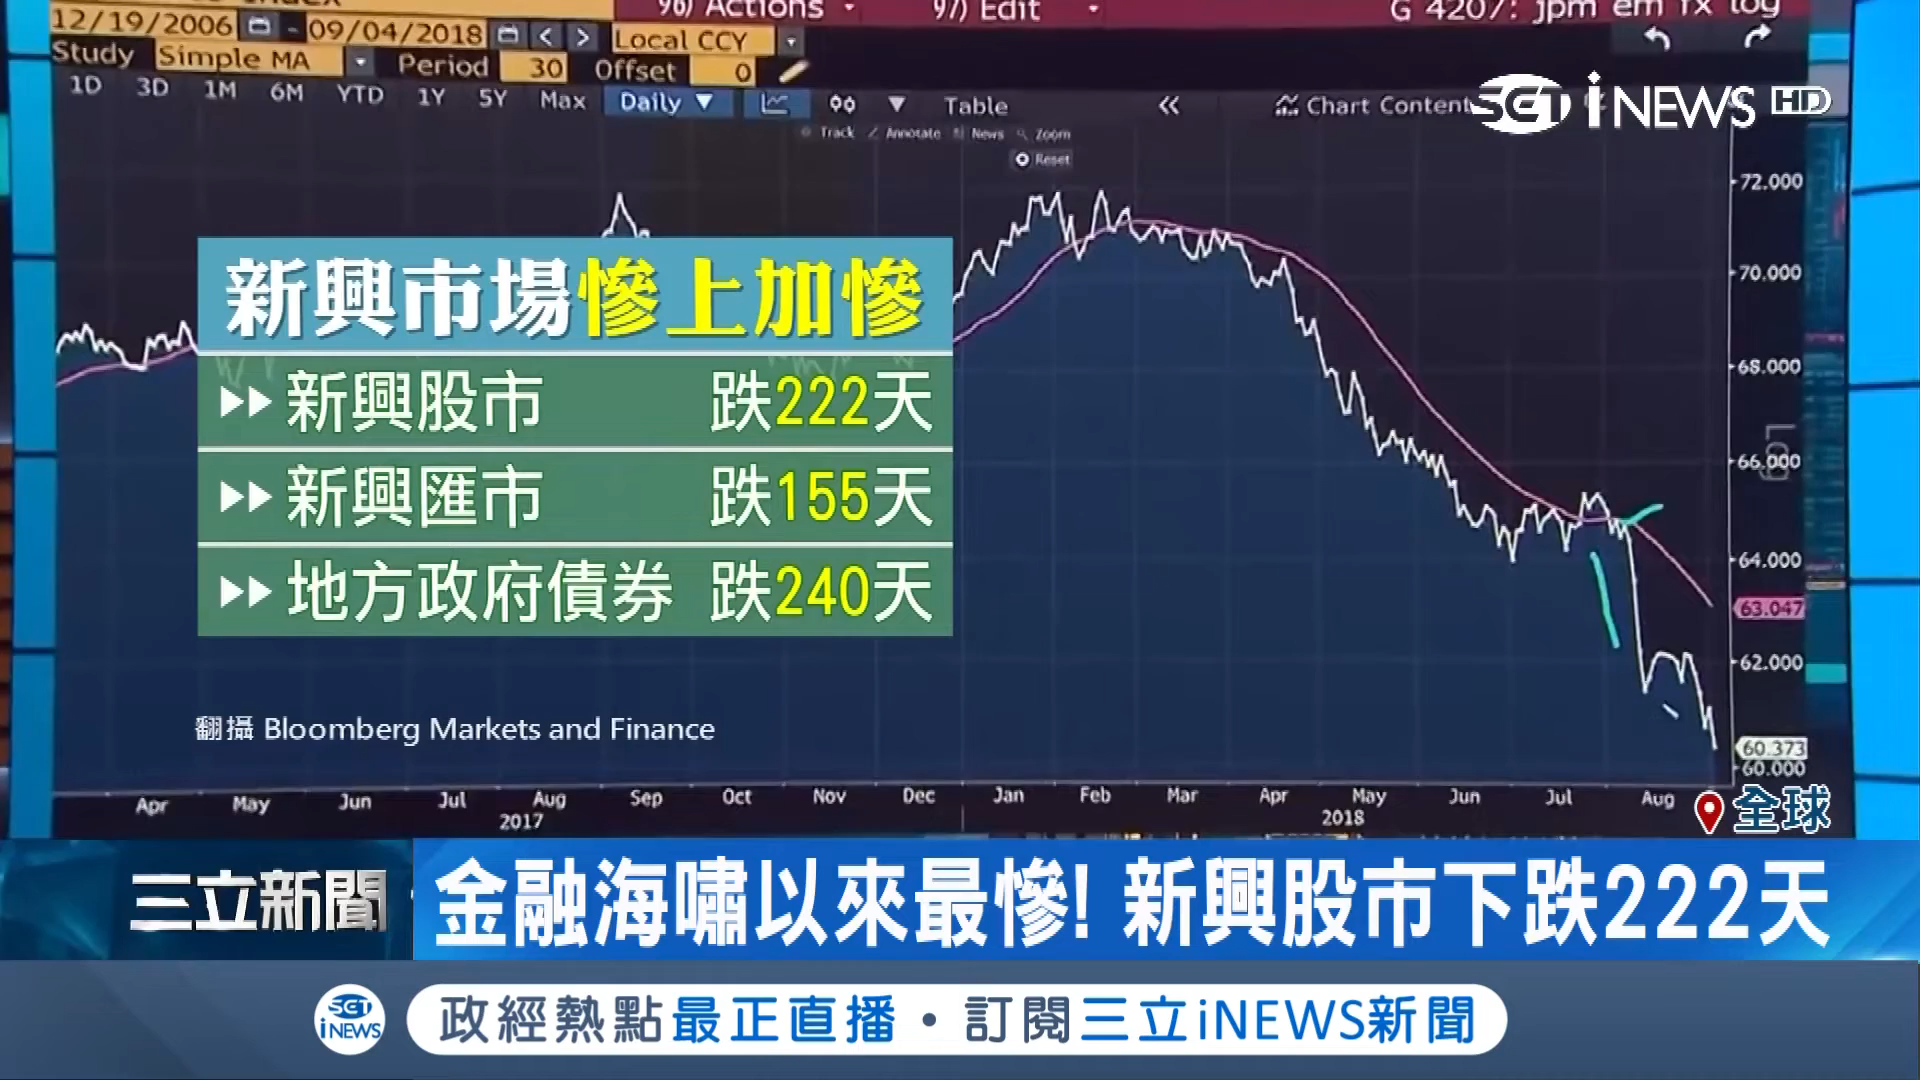 96) Actions 97) Edit G 4207: jpm em fx log
12/19/2006 - 09/04/2018 Local CCY
Study Simple MA Period 30 Offset 0
1D 3D 1M 6M YTD 1Y 5Y Max Daily ▼ Table « Chart Content
Track Annotate News Zoom
Reset
SET iNEWS HD
新興市場慘上加慘
新興股市 跌222天
新興匯市 跌155天
地方政府債券 跌240天
翻攝 Bloomberg Markets and Finance
72.000
70.000
68.000
66.000
Log
64.000
63.047
62.000
60.373
60.000
Apr May Jun Jul Aug Sep Oct Nov Dec Jan Feb Mar Apr May Jun Jul Aug
2017 2018
全球
三立新聞
金融海嘯以來最慘! 新興股市下跌222天
SET iNEWS
政經熱點最正直播・訂閱三立iNEWS新聞